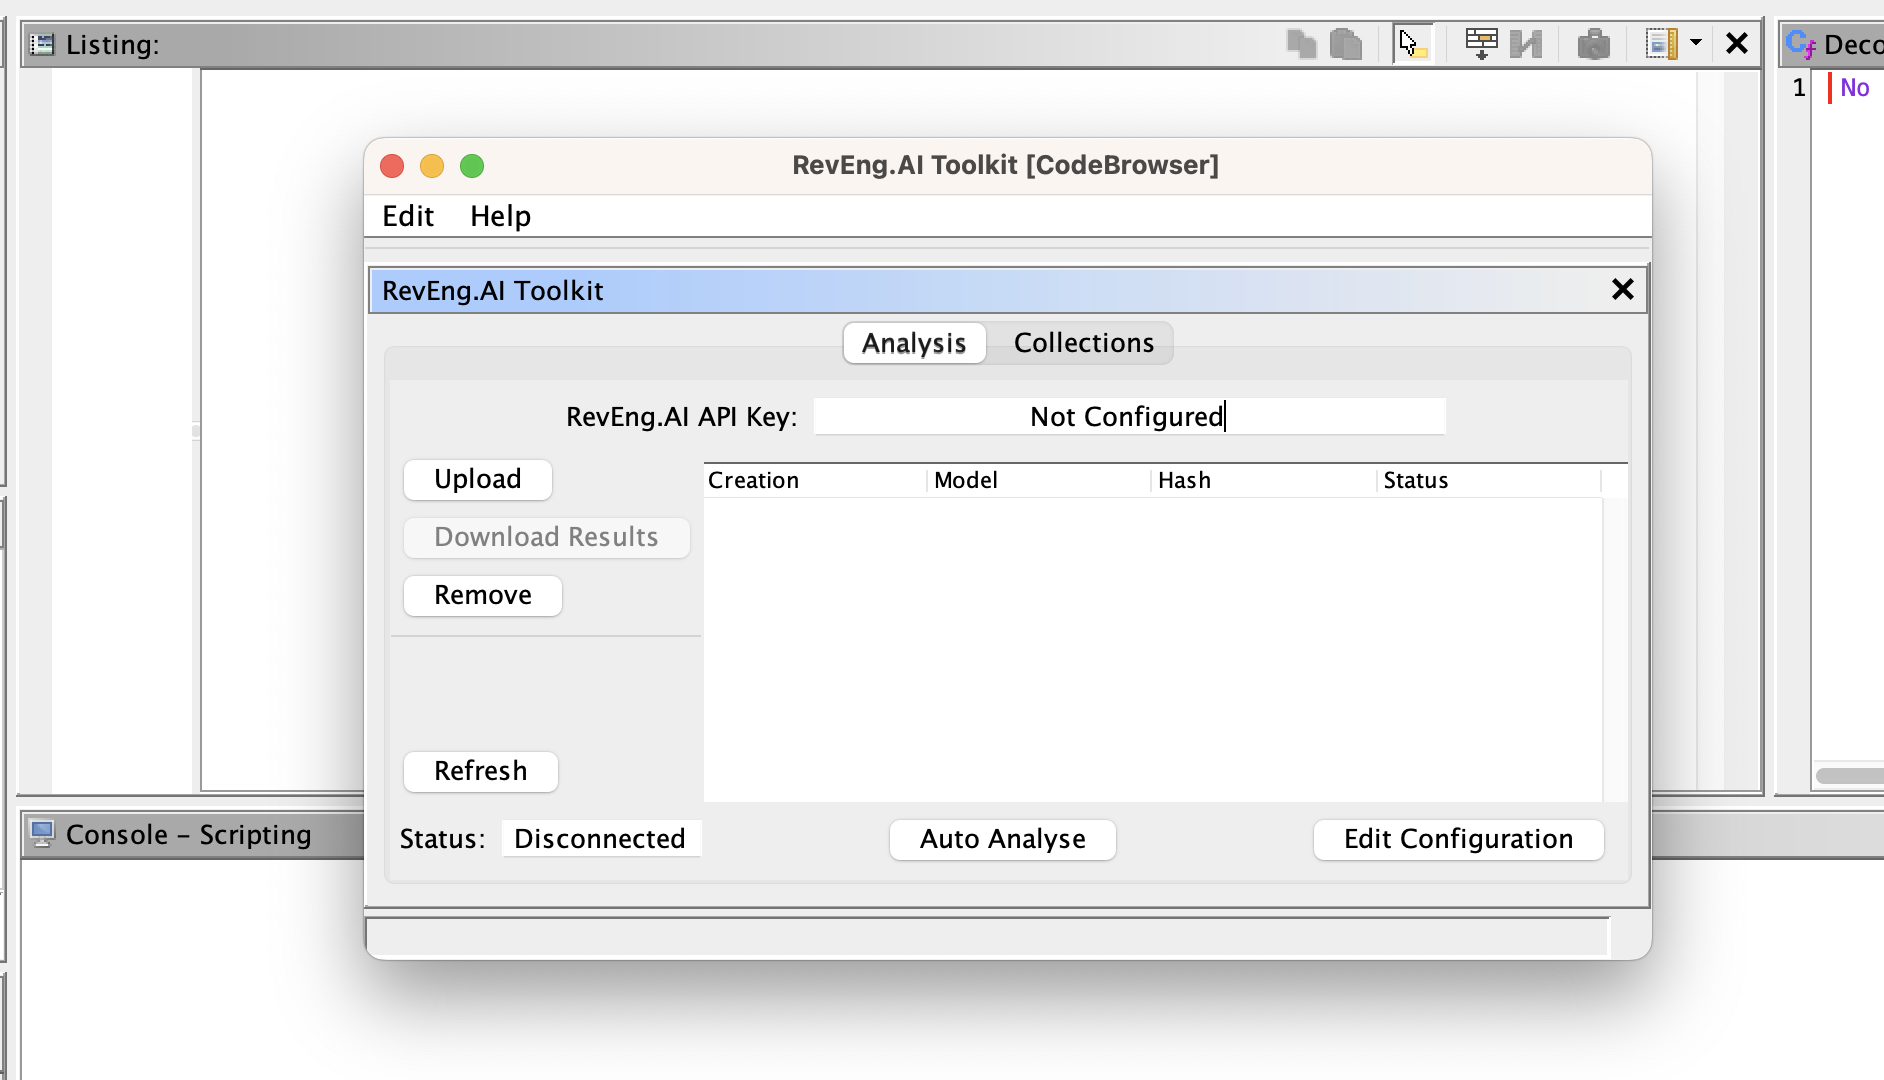 Listing:
Deco
1 No
RevEng.AI Toolkit [CodeBrowser]
Edit Help
RevEng.AI Toolkit
Analysis Collections
RevEng.AI API Key: Not Configured
Upload
Creation Model Hash Status
Download Results
Remove
Refresh
Status: Disconnected Auto Analyse Edit Configuration
Console - Scripting